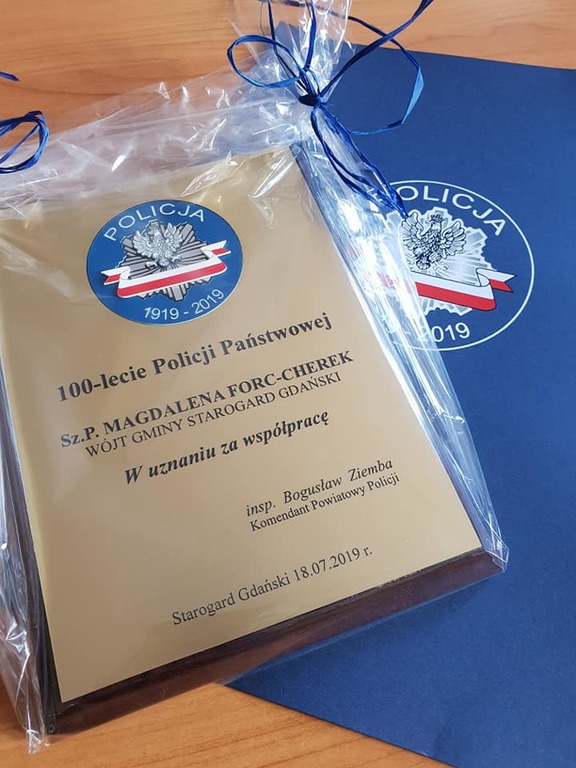 POLICJA
1919 - 2019
100-lecie Policji Państwowej
Sz.P. MAGDALENA FORC-CHEREK
WÓJT GMINY STAROGARD GDAŃSKI
W uznaniu za współpracę
insp. Bogusław Ziemba
Komendant Powiatowy Policji
Starogard Gdański 18.07.2019 r.
POLICJA
2019